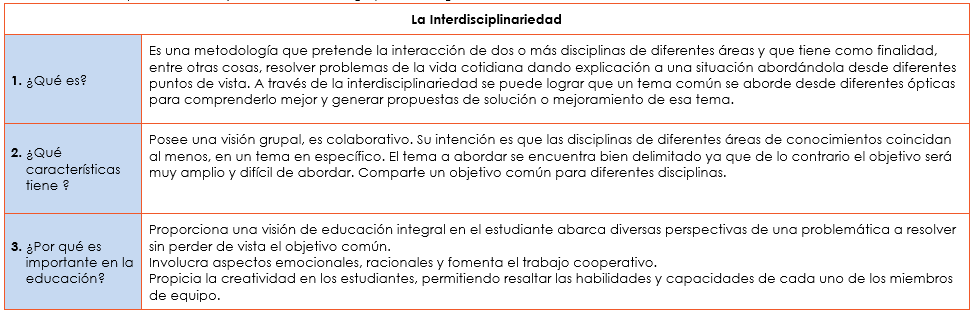 La Interdisciplinariedad
1. ¿Qué es?
Es una metodología que pretende la interacción de dos o más disciplinas de diferentes áreas y que tiene como finalidad,
entre otras cosas, resolver problemas de la vida cotidiana dando explicación a una situación abordándola desde diferentes
puntos de vista. A través de la interdisciplinariedad se puede lograr que un tema común se aborde desde diferentes ópticas
para comprenderlo mejor y generar propuestas de solución o mejoramiento de esa tema.
2. ¿Qué
características
tiene ?
Posee una visión grupal, es colaborativo. Su intención es que las disciplinas de diferentes áreas de conocimientos coincidan
al menos, en un tema en específico. El tema a abordar se encuentra bien delimitado ya que de lo contrario el objetivo será
muy amplio y difícil de abordar. Comparte un objetivo común para diferentes disciplinas.
3. ¿Por qué es
importante en la
educación?
Proporciona una visión de educación integral en el estudiante abarca diversas perspectivas de una problemática a resolver
sin perder de vista el objetivo común.
Involucra aspectos emocionales, racionales y fomenta el trabajo cooperativo.
Propicia la creatividad en los estudiantes, permitiendo resaltar las habilidades y capacidades de cada uno de los miembros
de equipo.